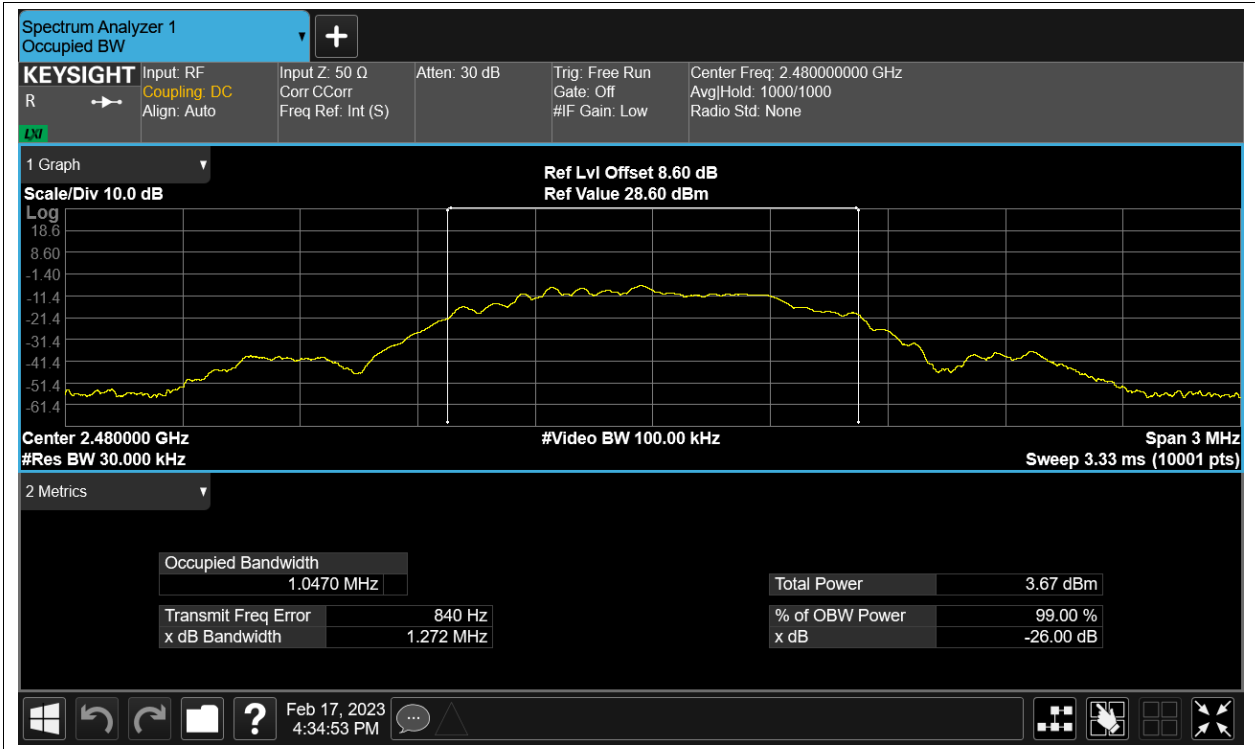 Spectrum Analyzer 1
Occupied BW
KEYSIGHT
R
LXI
Input: RF
Coupling: DC
Align: Auto
Input Z: 50 Ω
Corr CCorr
Freq Ref: Int (S)
Atten: 30 dB
Trig: Free Run
Gate: Off
#IF Gain: Low
Center Freq: 2.480000000 GHz
Avg|Hold: 1000/1000
Radio Std: None
1 Graph
Scale/Div 10.0 dB
Ref Lvl Offset 8.60 dB
Ref Value 28.60 dBm
Log
18.6
8.60
-1.40
-11.4
-21.4
-31.4
-41.4
-51.4
-61.4
Center 2.480000 GHz
#Res BW 30.000 kHz
#Video BW 100.00 kHz
Span 3 MHz
Sweep 3.33 ms (10001 pts)
2 Metrics
Occupied Bandwidth
1.0470 MHz
Transmit Freq Error 840 Hz
x dB Bandwidth 1.272 MHz
Total Power 3.67 dBm
% of OBW Power 99.00 %
x dB -26.00 dB
?
Feb 17, 2023
4:34:53 PM